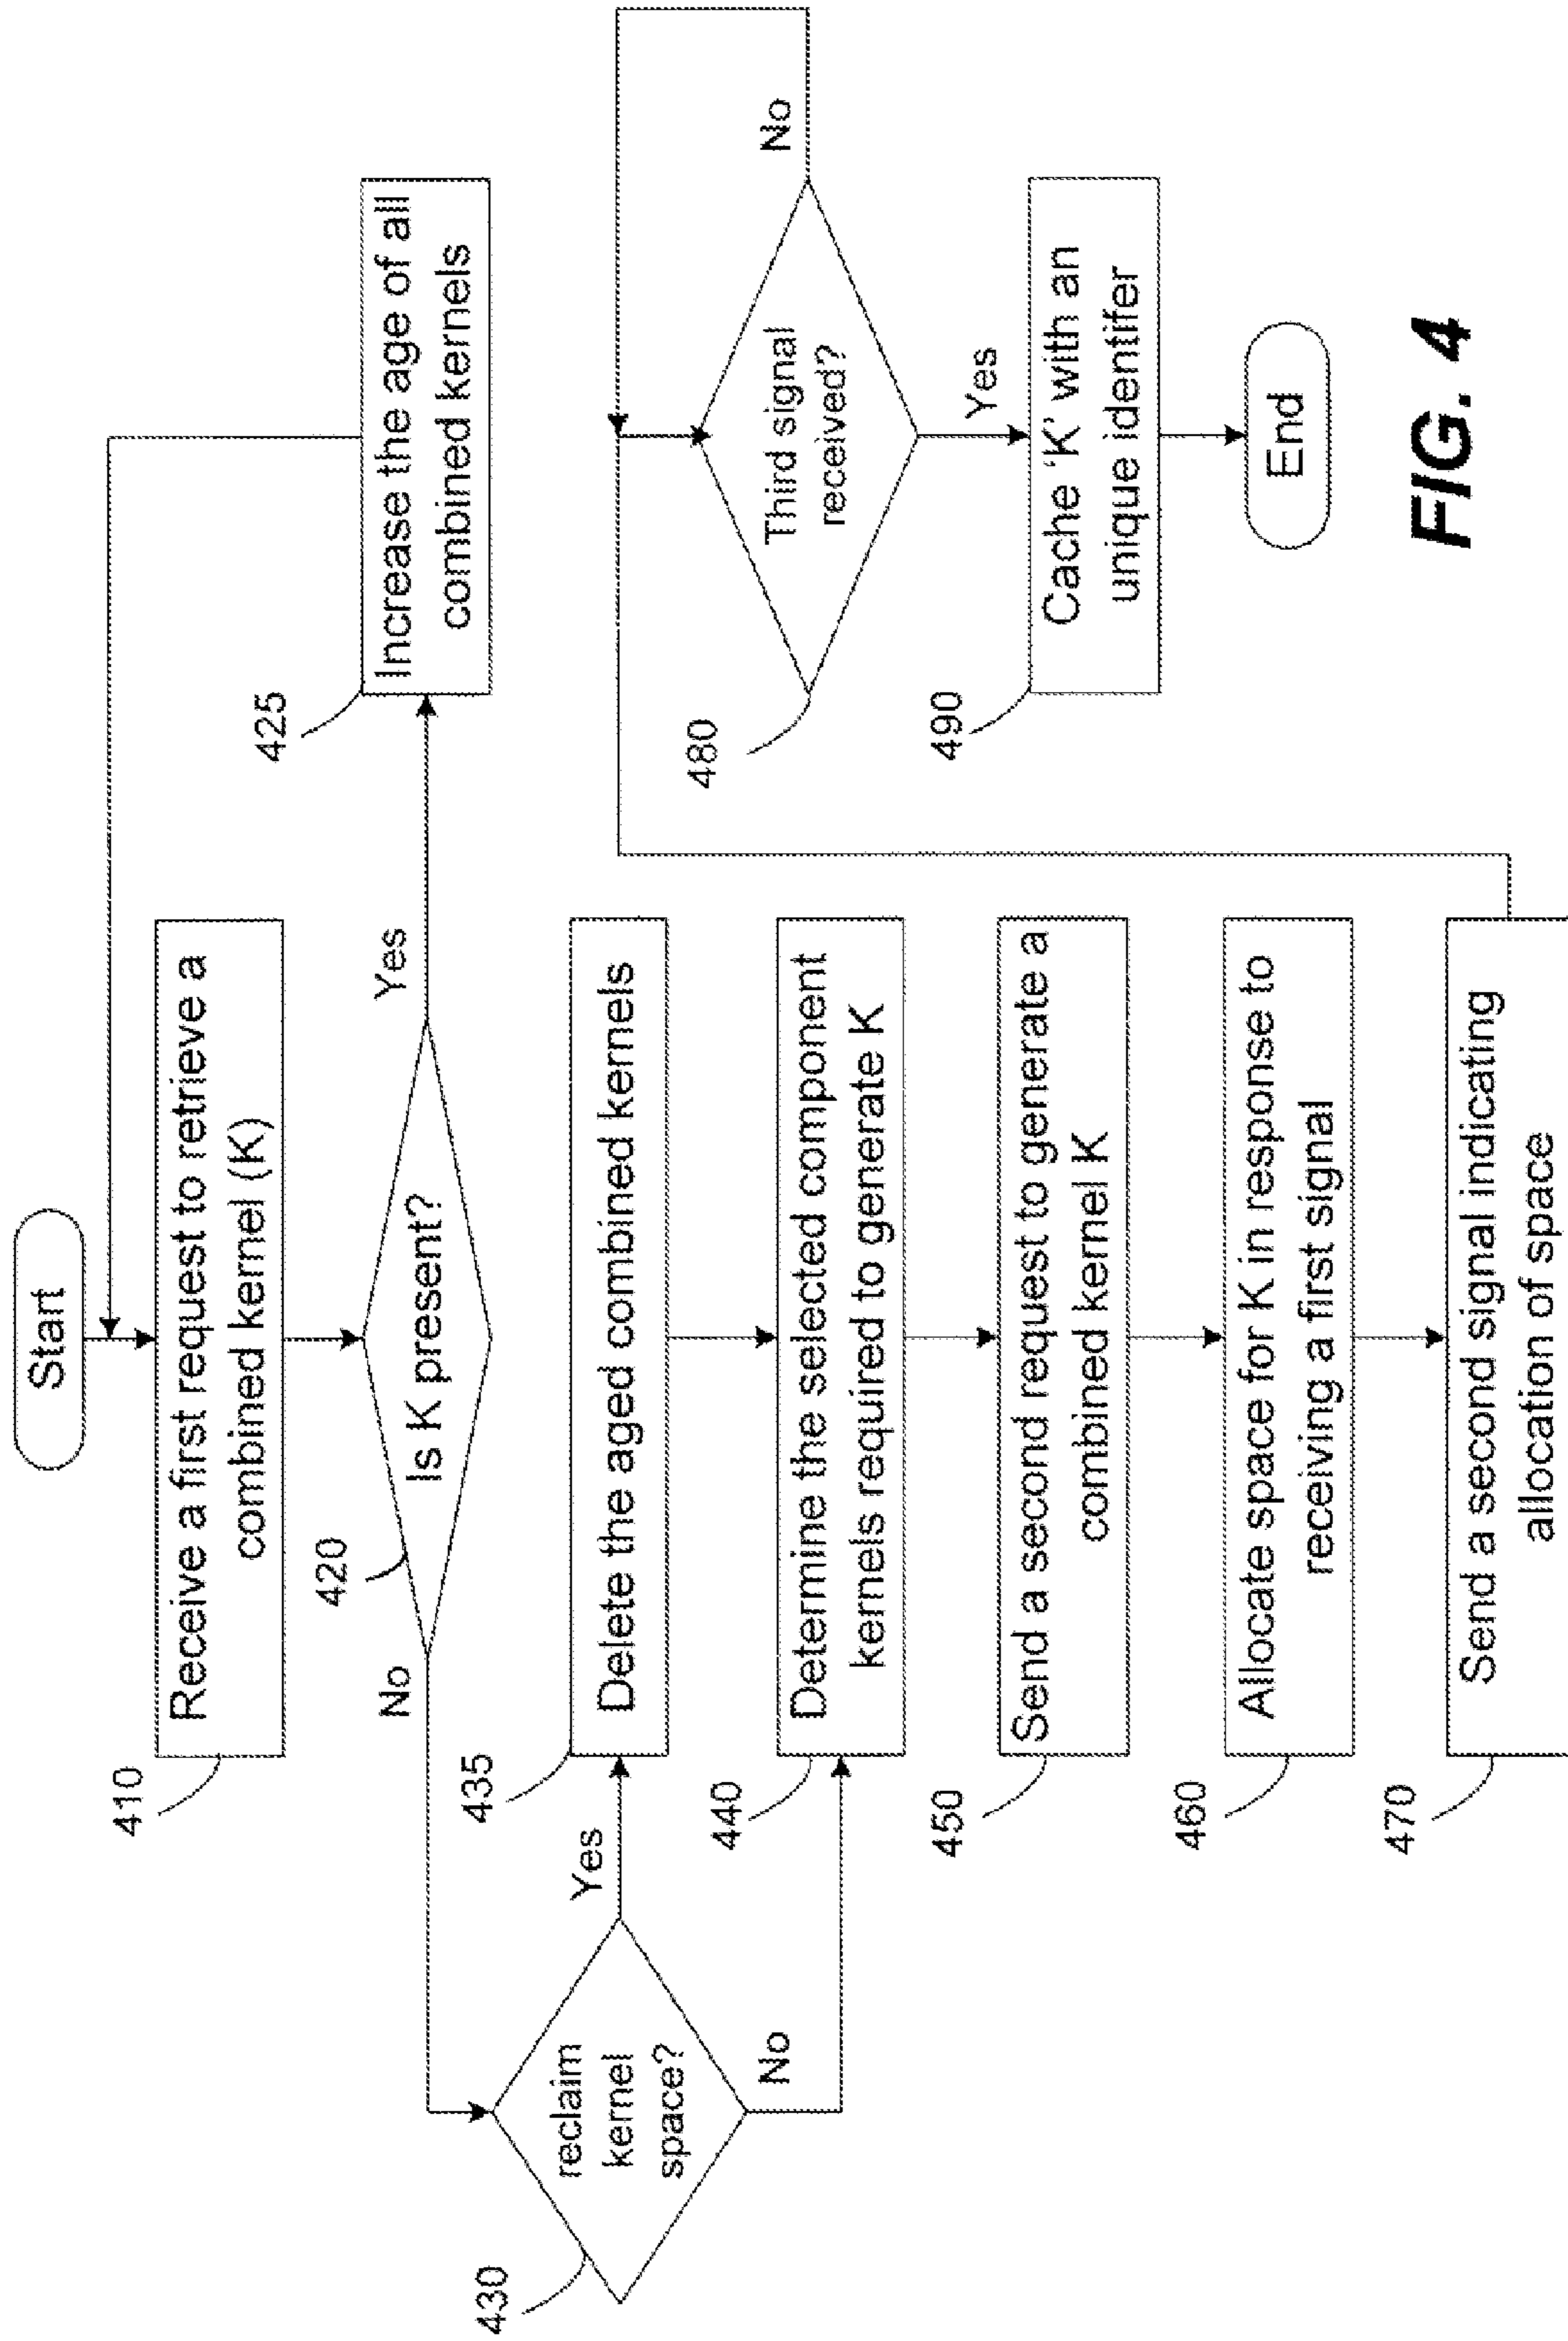 Start
410
Receive a first request to retrieve a
combined kernel (K)
420
Is K present?
Yes
No
425
Increase the age of all
combined kernels
430
reclaim
kernel
space?
Yes
No
435
Delete the aged combined kernels
440
Determine the selected component
kernels required to generate K
450
Send a second request to generate a
combined kernel K
460
Allocate space for K in response to
receiving a first signal
470
Send a second signal indicating
allocation of space
480
Third signal
received?
No
Yes
490
Cache 'K' with an
unique identifer
End
FIG. 4